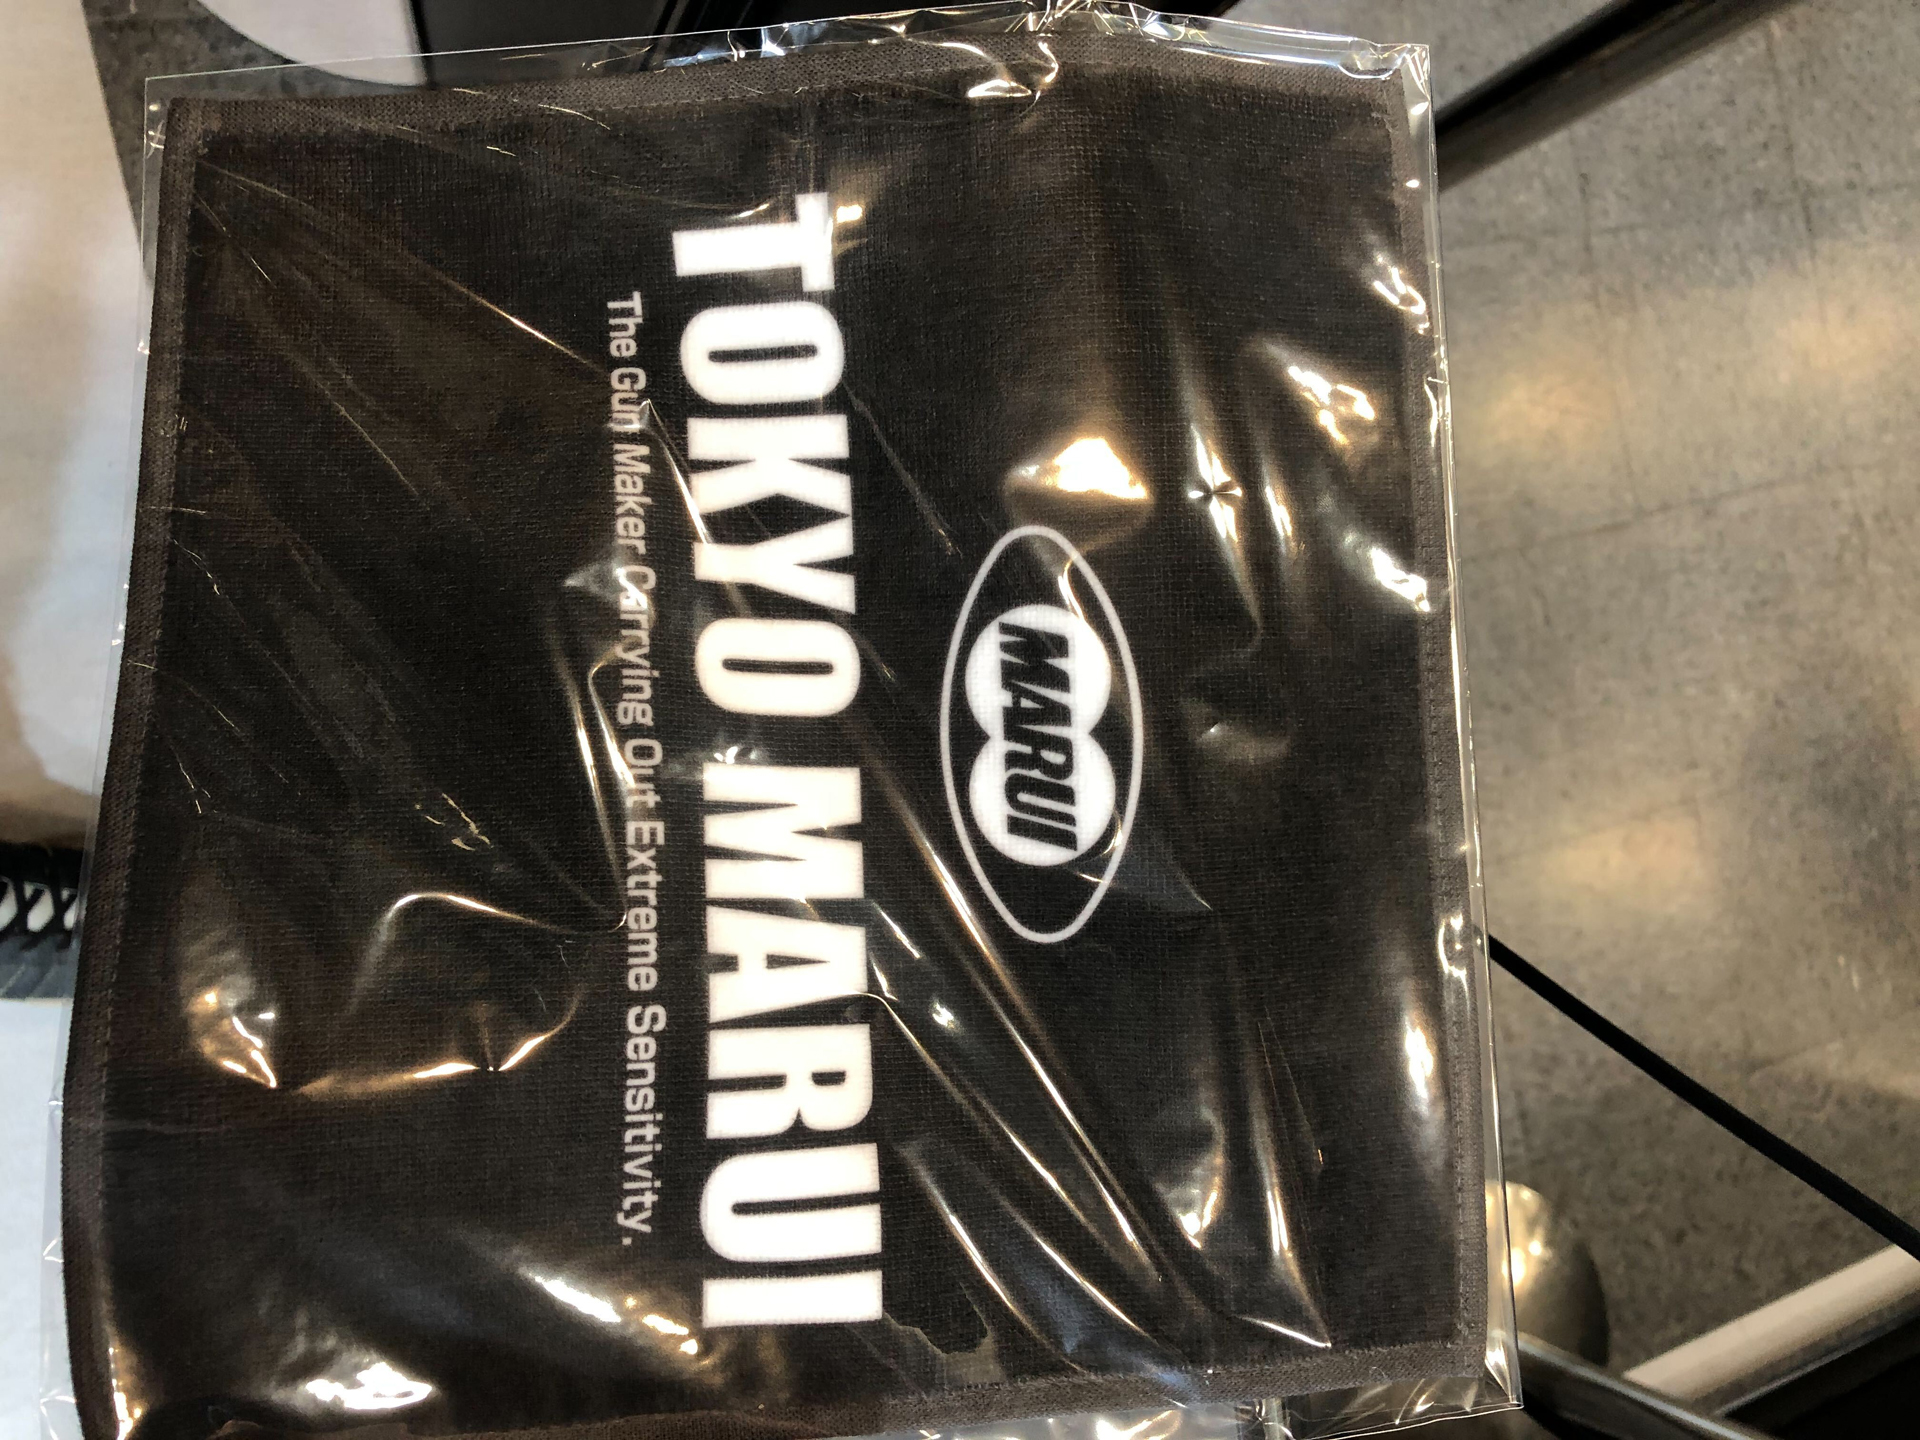 MARUI
TOKYO MARUI
The Gun Maker Carrying Out Extreme Sensitivity.